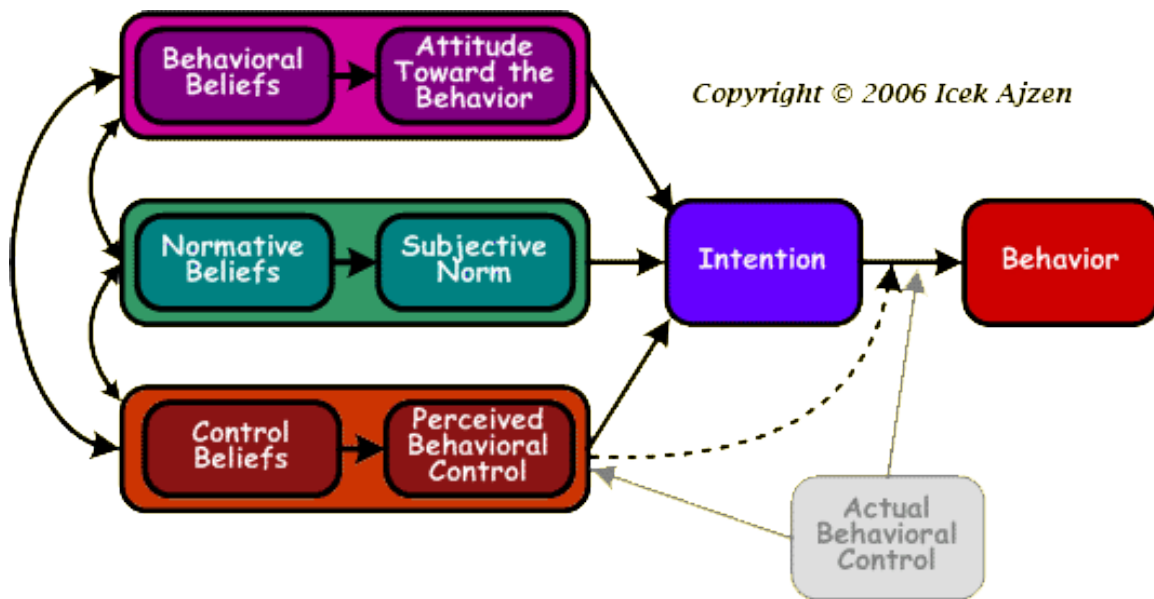 Behavioral
Beliefs
Attitude
Toward the
Behavior
Copyright © 2006 Icek Ajzen
Normative
Beliefs
Subjective
Norm
Intention
Behavior
Control
Beliefs
Perceived
Behavioral
Control
Actual
Behavioral
Control